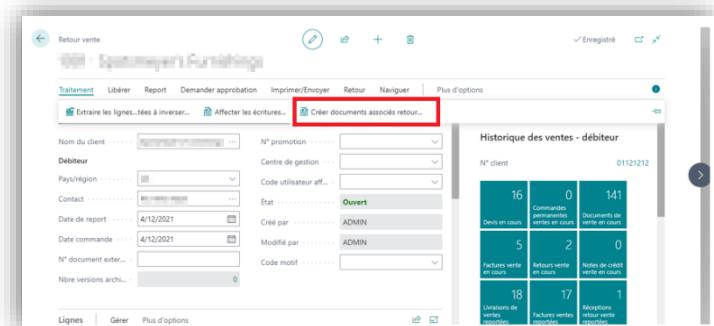 Retour vente
Enregistré
Traitement Libérer Report Demander approbation Imprimer/Envoyer Retour Naviguer Plus d'options
Extraire les lignes...tées à inverser... Affecter les écritures... Créer documents associés retour...
Nom du client
Débiteur
Pays/région
Contact
Date de report 4/12/2021
Date commande 4/12/2021
N° document exter...
Nbre versions archi... 0
N° promotion
Centre de gestion
Code utilisateur aff...
État Ouvert
Créé par ADMIN
Modifié par ADMIN
Code motif
Historique des ventes - débiteur
N° client 01121212
16 0 141
Devis en cours
Commandes
permanentes
ventes en cours
Documents de
vente en cours
5 2 0
Factures vente
en cours
Retours vente
en cours
Notes de crédit
vente en cours
18 17 1
Livraisons de
ventes
reportées
Factures ventes
reportées
Réceptions
retour vente
reportées
Lignes Gérer Plus d'options